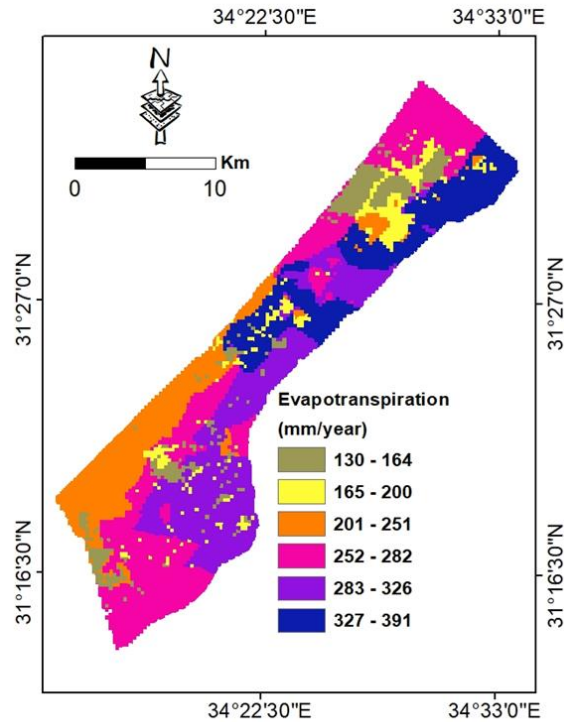 34°22'30"E 34°33'0"E
N
Km
0 10
31°27'0"N 31°27'0"N
Evapotranspiration
(mm/year)
130 - 164
165 - 200
201 - 251
252 - 282
283 - 326
327 - 391
31°16'30"N 31°16'30"N
34°22'30"E 34°33'0"E